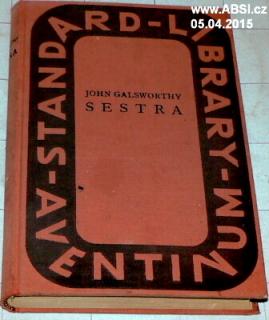 www.ABSI.cz
05.04.2015
AVENTINUM-STANDARD-LIBRARY-
JOHN GALSWORTHY
SESTRA